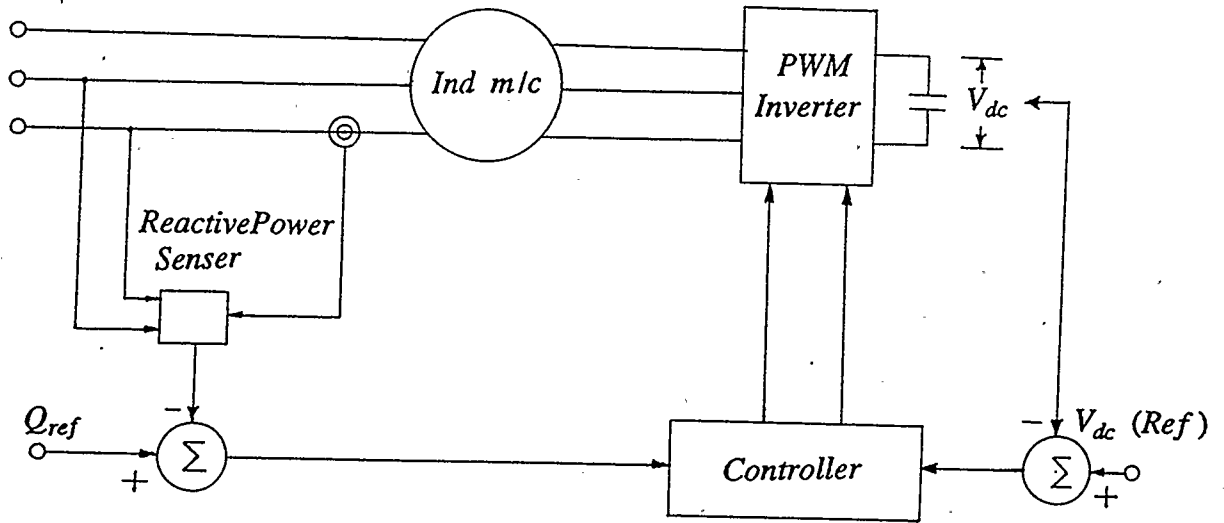 Ind m/c
PWM
Inverter
V_dc
ReactivePower
Senser
Q_ref
-
+
Σ
Controller
-
V_dc (Ref)
Σ
+